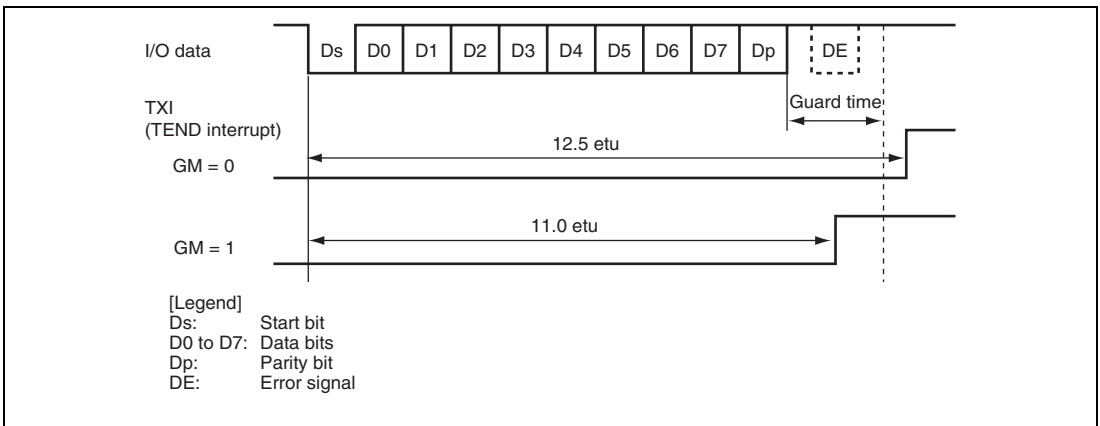 I/O data
Ds D0 D1 D2 D3 D4 D5 D6 D7 Dp DE
Guard time
TXI
(TEND interrupt)
12.5 etu
GM = 0
11.0 etu
GM = 1
[Legend]
Ds: Start bit
D0 to D7: Data bits
Dp: Parity bit
DE: Error signal